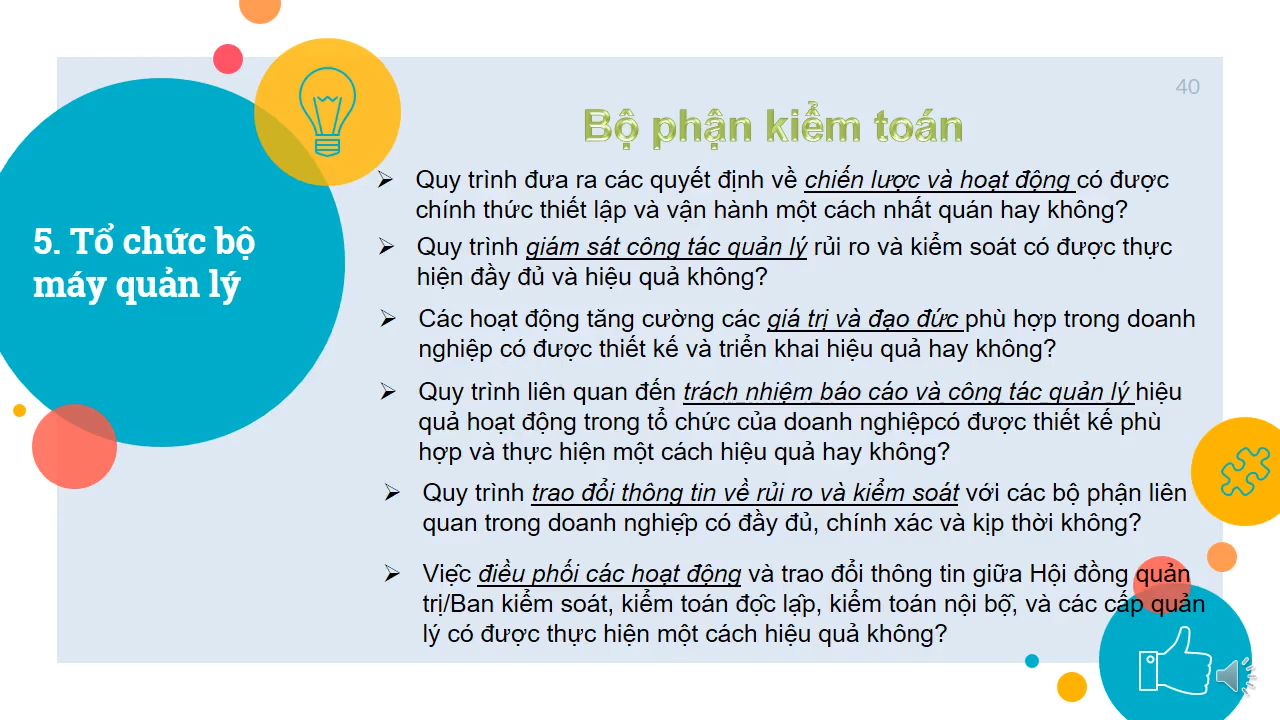 40
Bộ phận kiểm toán
5. Tổ chức bộ
máy quản lý
➢ Quy trình đưa ra các quyết định về chiến lược và hoạt động có được
chính thức thiết lập và vận hành một cách nhất quán hay không?
➢ Quy trình giám sát công tác quản lý rủi ro và kiểm soát có được thực
hiện đầy đủ và hiệu quả không?
➢ Các hoạt động tăng cường các giá trị và đạo đức phù hợp trong doanh
nghiệp có được thiết kế và triển khai hiệu quả hay không?
➢ Quy trình liên quan đến trách nhiệm báo cáo và công tác quản lý hiệu
quả hoạt động trong tổ chức của doanh nghiệpcó được thiết kế phù
hợp và thực hiện một cách hiệu quả hay không?
➢ Quy trình trao đổi thông tin về rủi ro và kiểm soát với các bộ phận liên
quan trong doanh nghiệp có đầy đủ, chính xác và kịp thời không?
➢ Việc điều phối các hoạt động và trao đổi thông tin giữa Hội đồng quản
trị/Ban kiểm soát, kiểm toán độc lập, kiểm toán nội bộ, và các cấp quản
lý có được thực hiện một cách hiệu quả không?